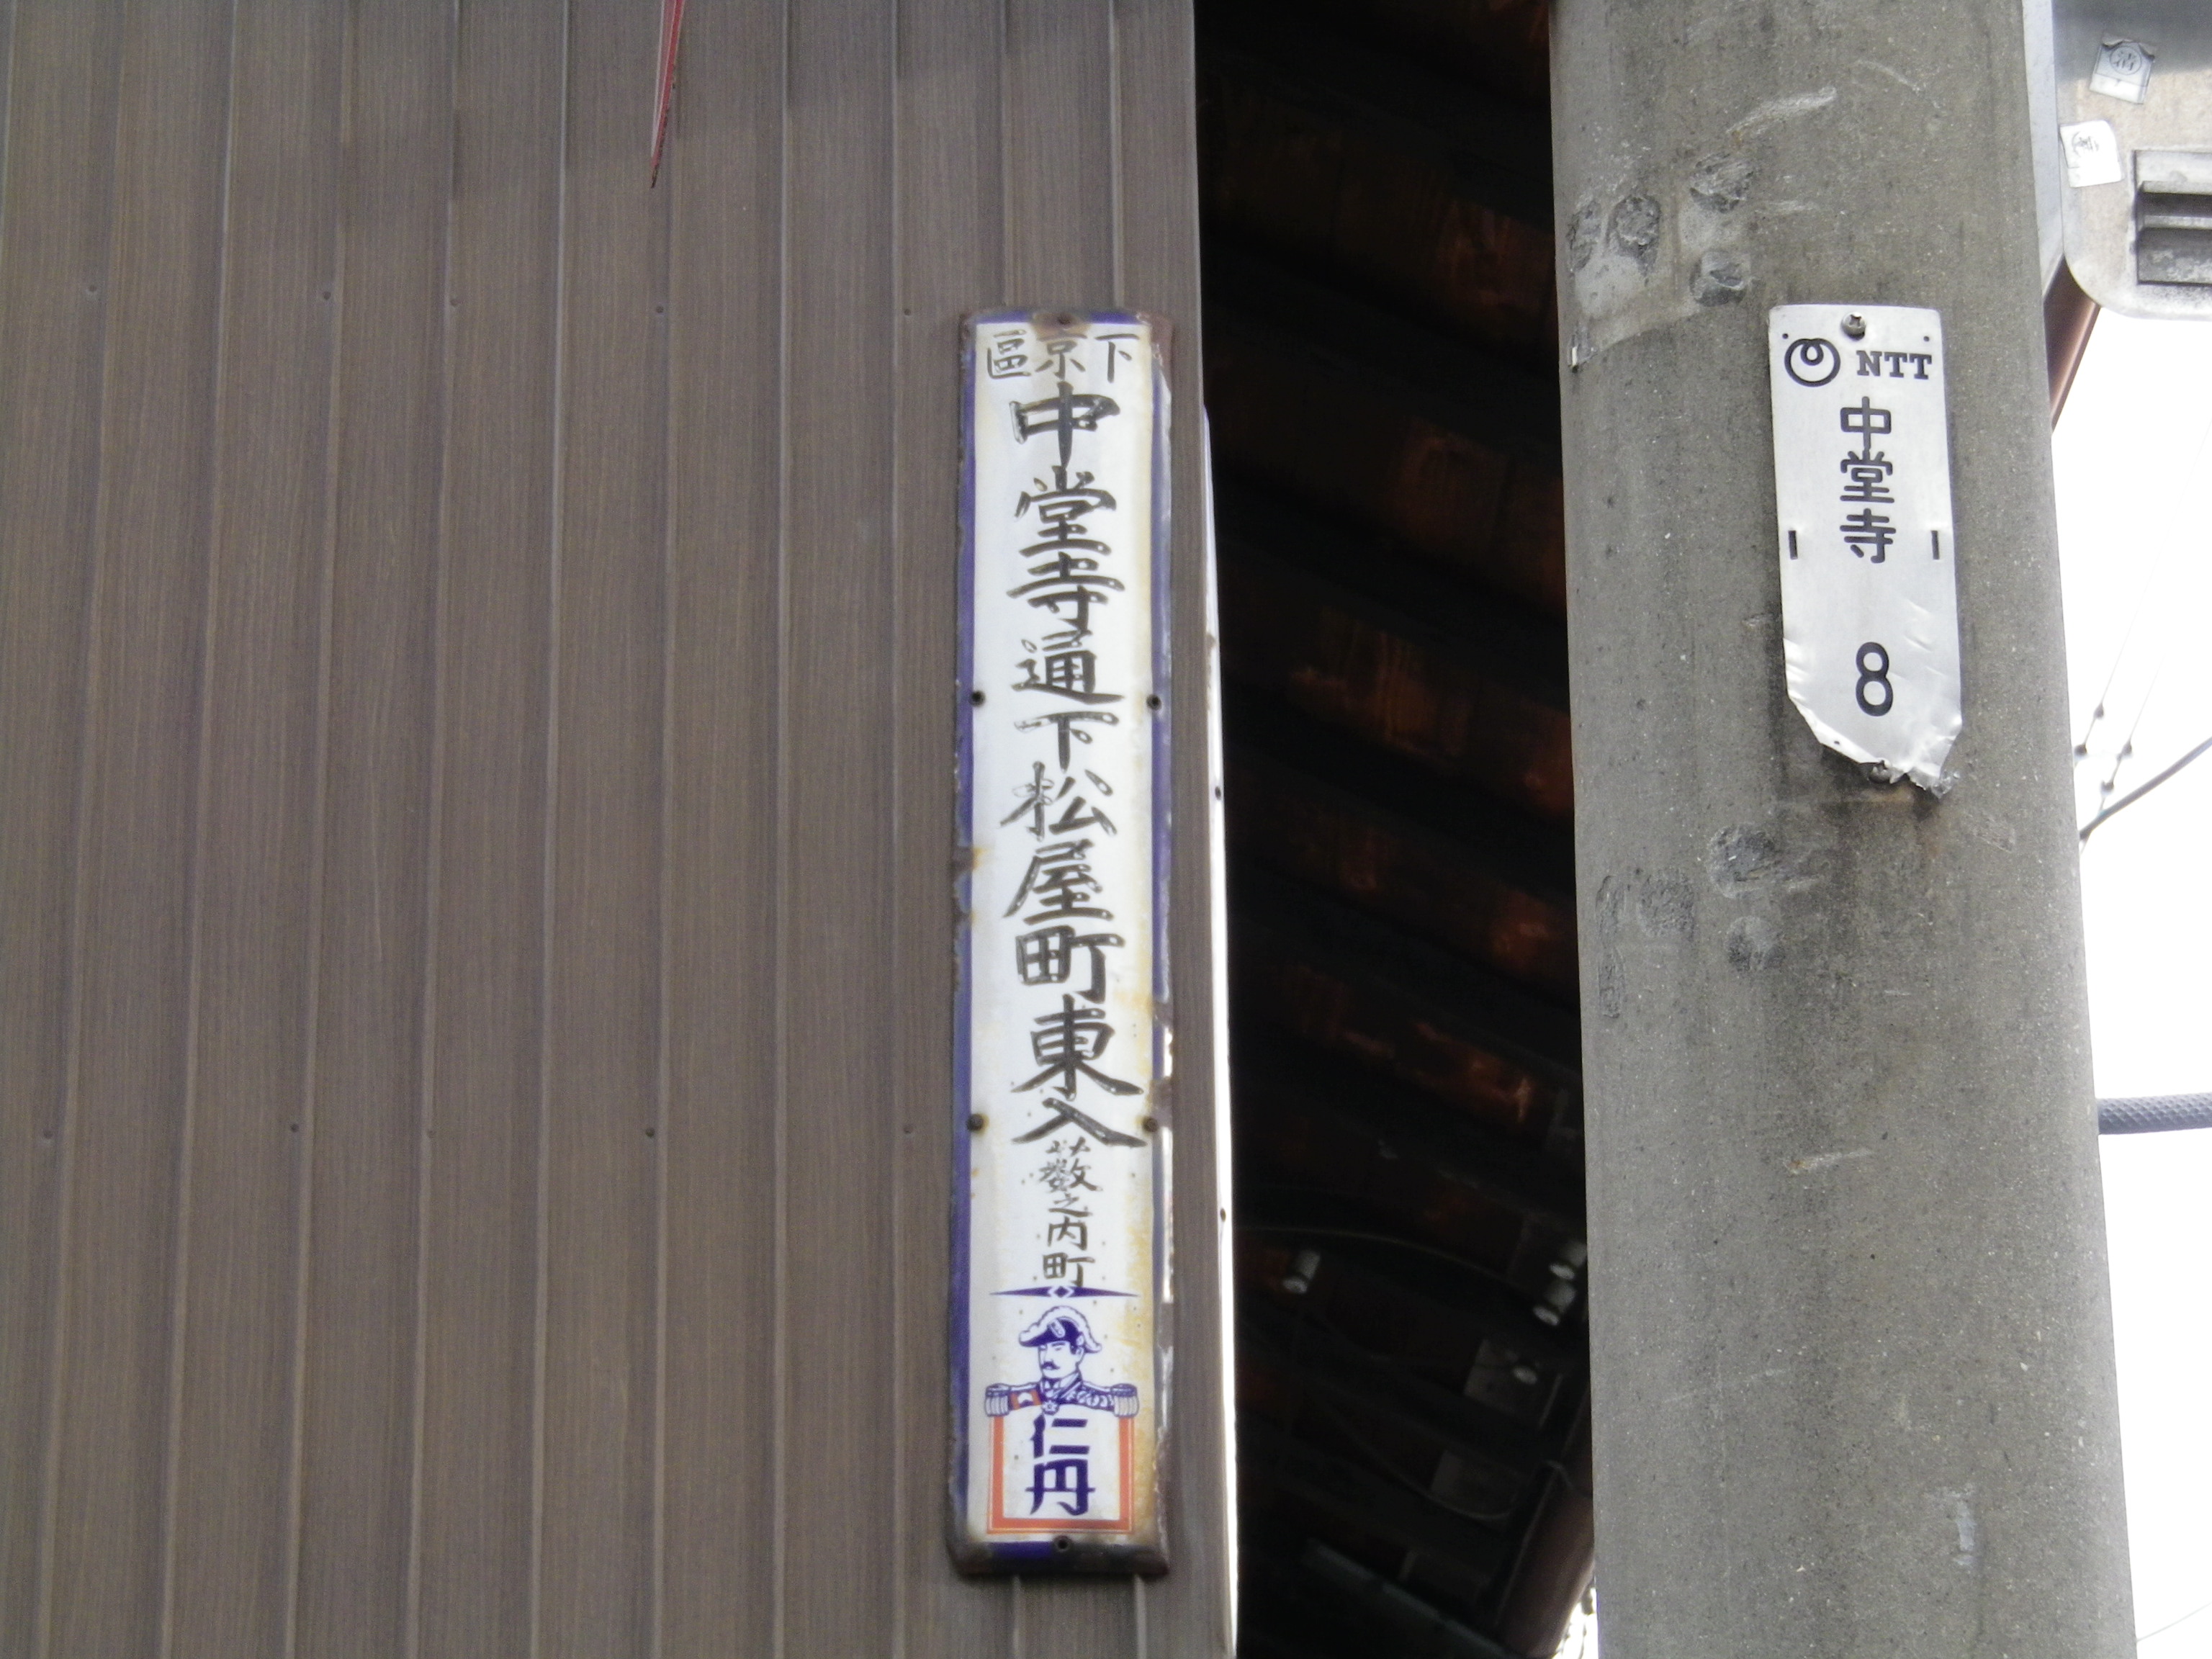 區京下
中堂寺通下松屋町東入
藪之内町
仁丹
NTT
中堂寺
8